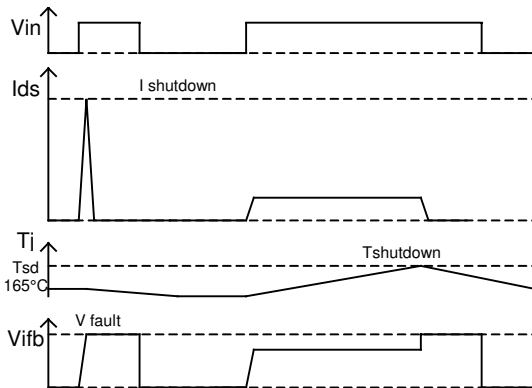 Vin
Ids
I shutdown
Tj
Tsd
165°C
Tshutdown
Vifb
V fault